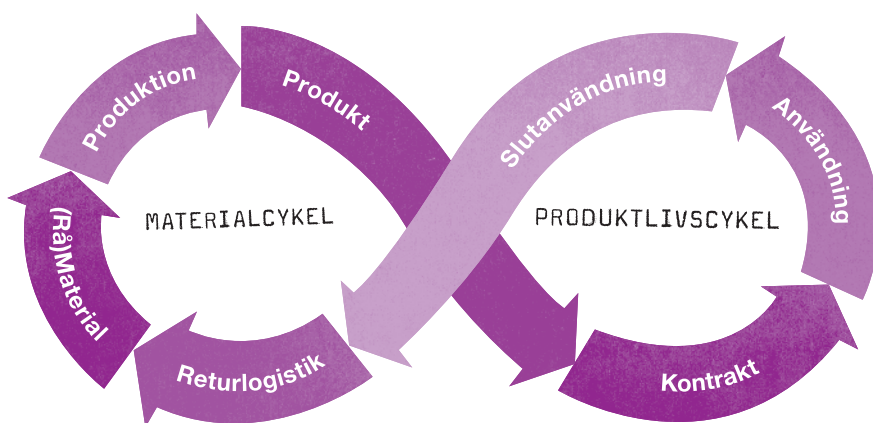 Produktion
Produkt
Slutanvändning
Användning
MATERIALCYKEL
PRODUKTLIVSCYKEL
(Rå)Material
Returlogistik
Kontrakt